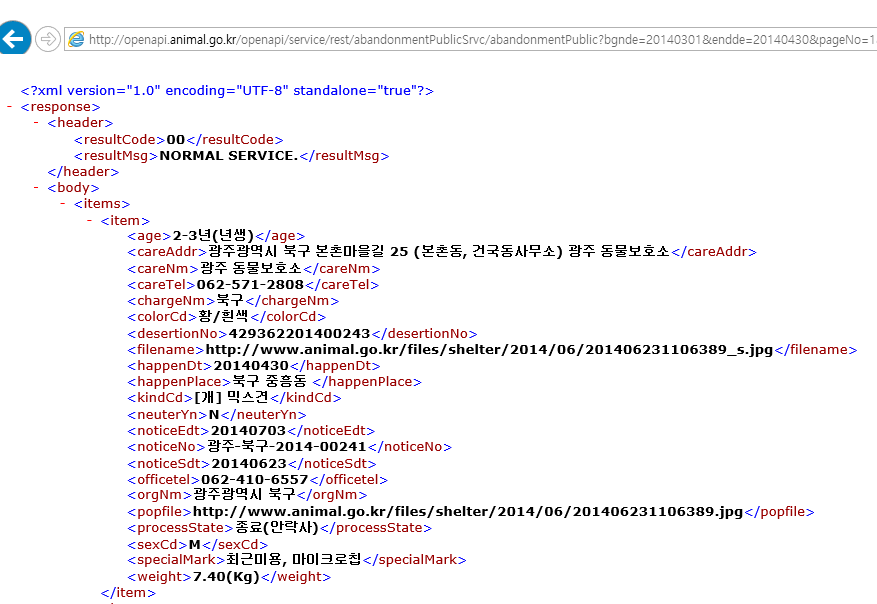 http://openapi.animal.go.kr/openapi/service/rest/abandonmentPublicSrvc/abandonmentPublic?bgnde=20140301&endde=20140430&pageNo=1
<?xml version="1.0" encoding="UTF-8" standalone="true"?>
- <response>
- <header>
<resultCode>00</resultCode>
<resultMsg>NORMAL SERVICE.</resultMsg>
</header>
- <body>
- <items>
- <item>
<age>2-3년(년생)</age>
<careAddr>광주광역시 북구 본촌마을길 25 (본촌동, 건국동사무소) 광주 동물보호소</careAddr>
<careNm>광주 동물보호소</careNm>
<careTel>062-571-2808</careTel>
<chargeNm>북구</chargeNm>
<colorCd>황/흰색</colorCd>
<desertionNo>429362201400243</desertionNo>
<filename>http://www.animal.go.kr/files/shelter/2014/06/201406231106389_s.jpg</filename>
<happenDt>20140430</happenDt>
<happenPlace>북구 중흥동 </happenPlace>
<kindCd>[개] 믹스견</kindCd>
<neuterYn>N</neuterYn>
<noticeEdt>20140703</noticeEdt>
<noticeNo>광주-북구-2014-00241</noticeNo>
<noticeSdt>20140623</noticeSdt>
<officetel>062-410-6557</officetel>
<orgNm>광주광역시 북구</orgNm>
<popfile>http://www.animal.go.kr/files/shelter/2014/06/201406231106389.jpg</popfile>
<processState>종료(안락사)</processState>
<sexCd>M</sexCd>
<specialMark>최근미용, 마이크로칩</specialMark>
<weight>7.40(Kg)</weight>
</item>